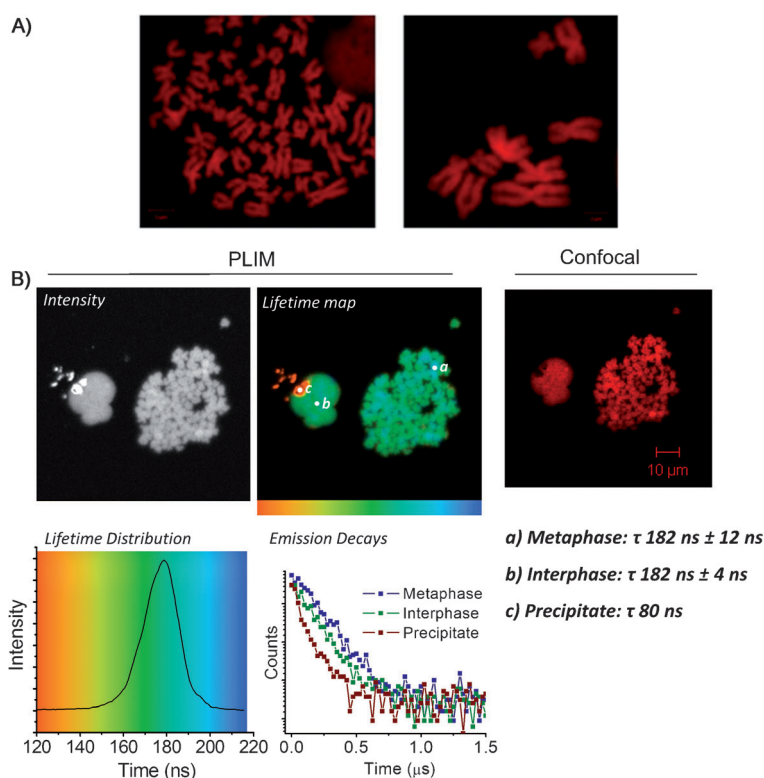 A)
PLIM
Confocal
B)
Intensity
Lifetime map
a
b
c
10 µm
Lifetime Distribution
Emission Decays
a) Metaphase: τ 182 ns ± 12 ns
b) Interphase: τ 182 ns ± 4 ns
c) Precipitate: τ 80 ns
Metaphase
Interphase
Precipitate
Intensity
Counts
120 140 160 180 200 220
Time (ns)
0.0 0.5 1.0 1.5
Time (µs)